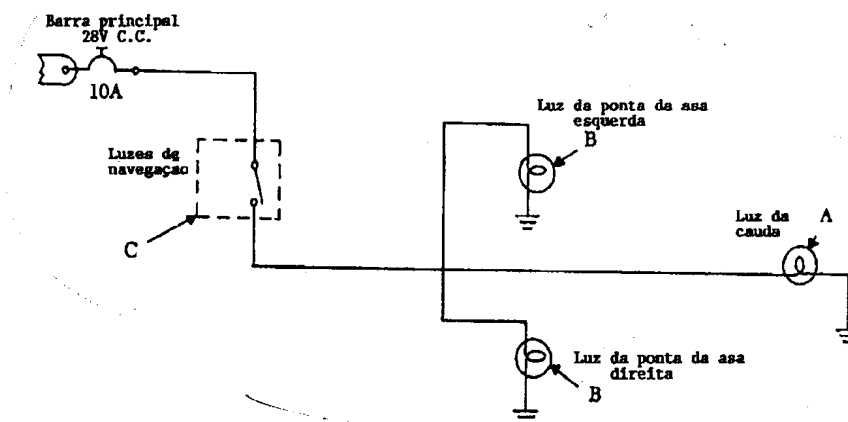 Barra principal
28V C.C.
10A
Luz da ponta da asa
esquerda
B
Luzes de
navegaçao
C
Luz da
cauda
A
Luz da ponta da asa
direita
B